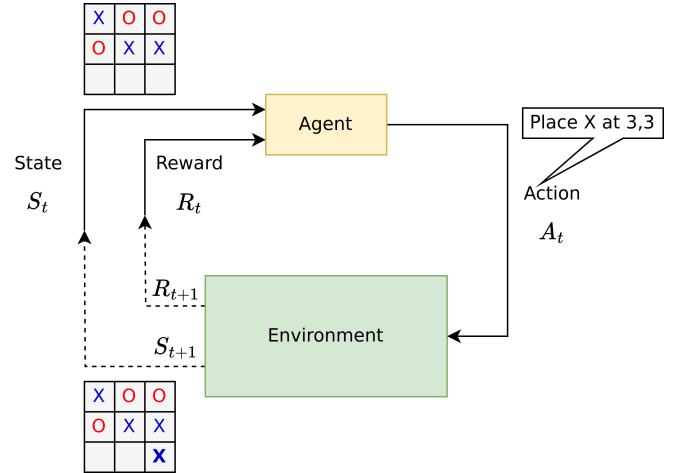 X O O
O X X
Agent
Place X at 3,3
State
Reward
Action
S_t
R_t
A_t
R_{t+1}
Environment
S_{t+1}
X O O
O X X
X